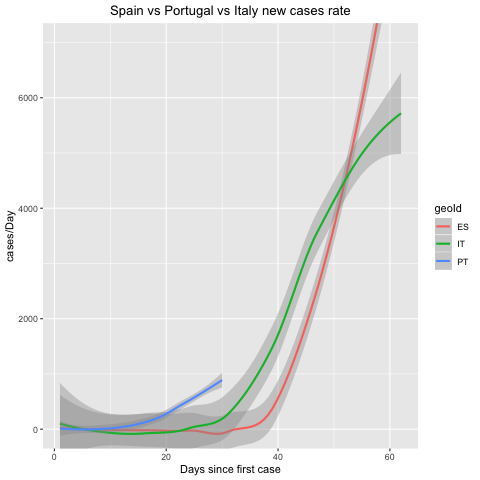 Spain vs Portugal vs Italy new cases rate
cases/Day
6000
4000
2000
0
0 20 40 60
Days since first case
geoId
ES
IT
PT